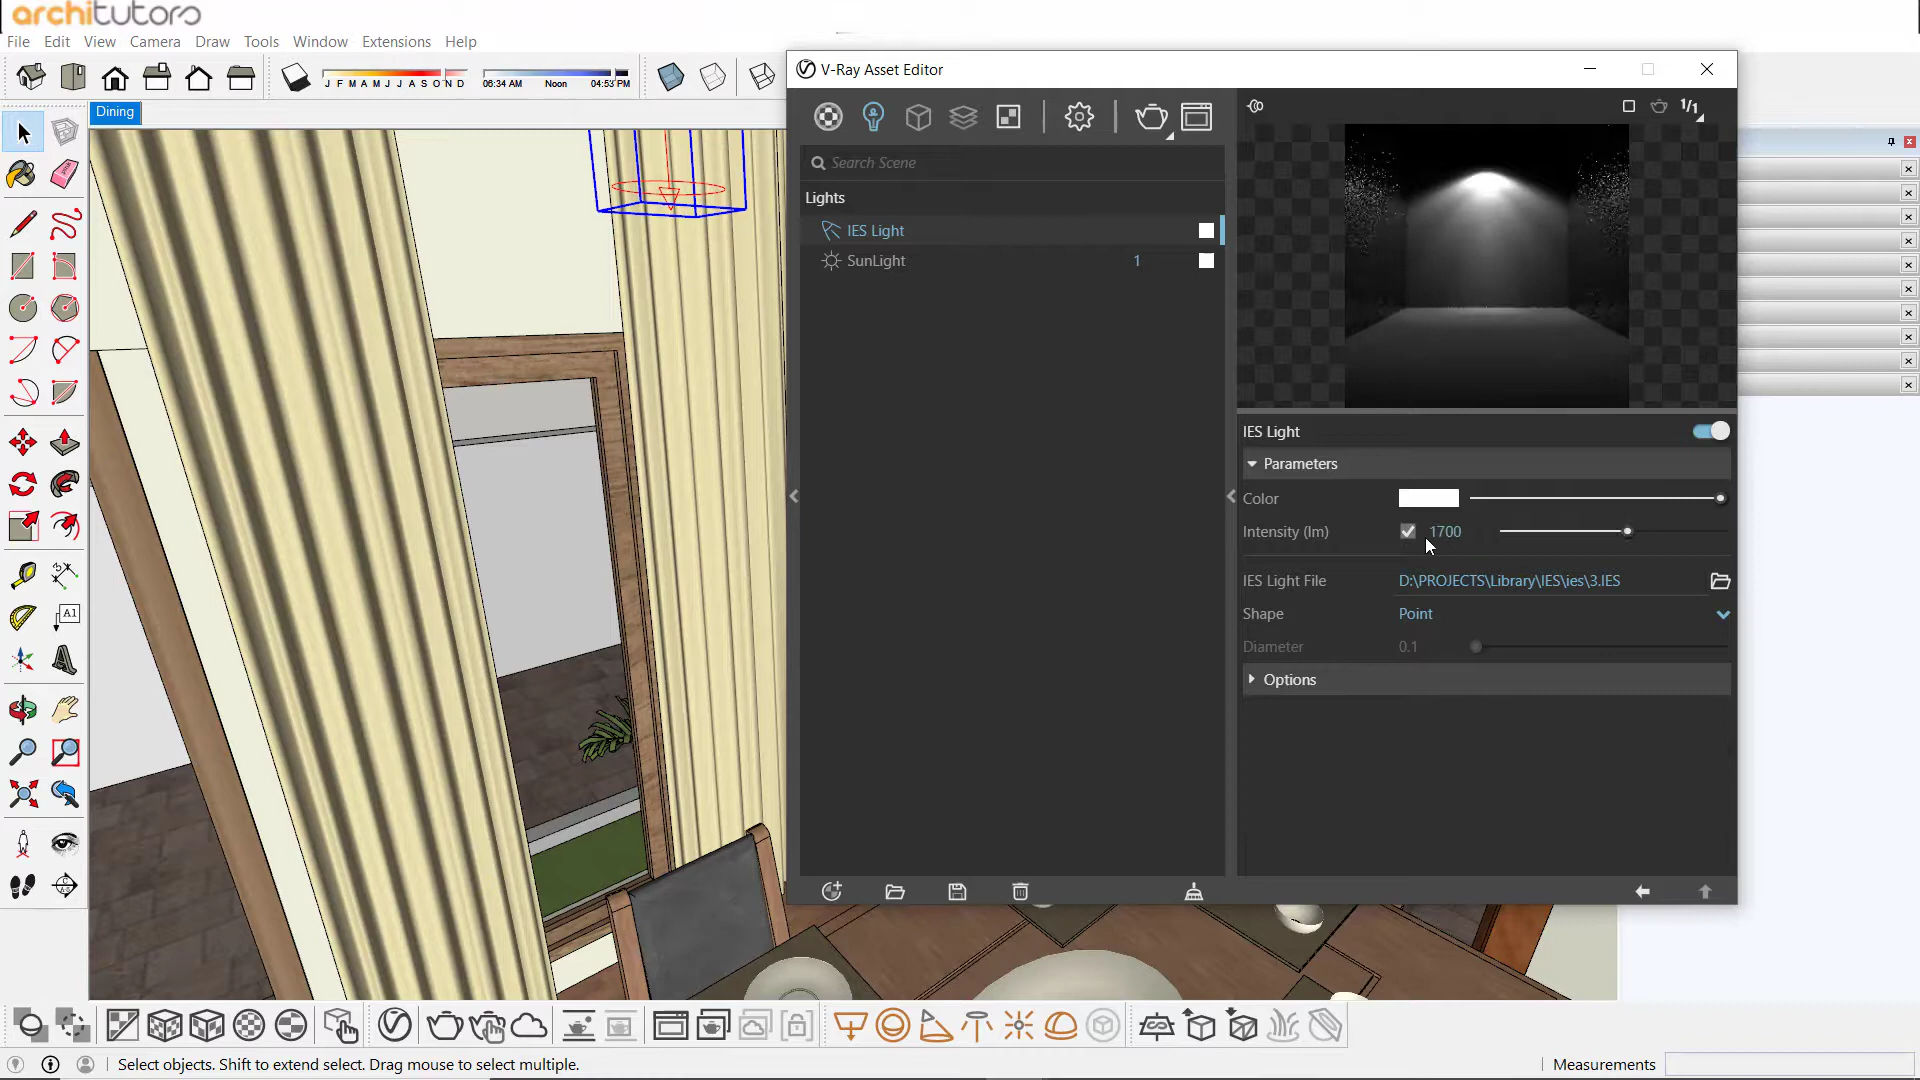 architutors
File Edit View Camera Draw Tools Window Extensions Help
V-Ray Asset Editor
J F M A M J J A S O N D
06:34 AM Noon 04:53 PM
Dining
1/1
Search Scene
Lights
IES Light
SunLight 1
IES Light
Parameters
Color
Intensity (lm) 1700
IES Light File D:\PROJECTS\Library\IES\ies\3.IES
Shape Point
Diameter 0.1
Options
A1
Select objects. Shift to extend select. Drag mouse to select multiple.
Measurements